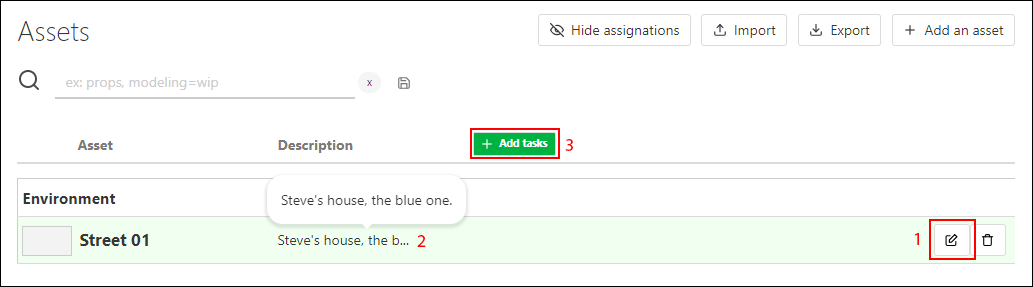 Assets
Hide assignations
Import
Export
+ Add an asset
ex: props, modeling=wip
x
Asset
Description
+ Add tasks
3
Environment
Steve's house, the blue one.
Street 01
Steve's house, the b...
2
1